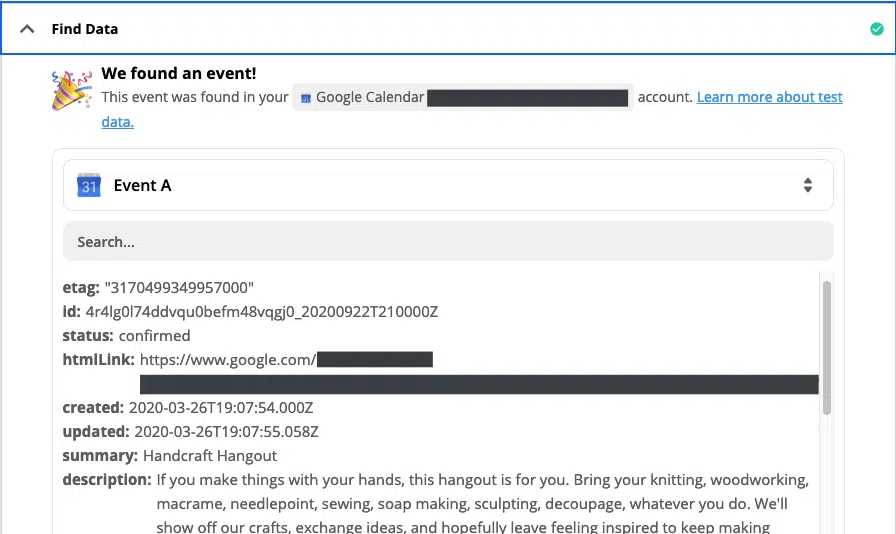 Find Data
We found an event!
This event was found in your Google Calendar account. Learn more about test
data.
31 Event A
Search...
etag: "3170499349957000"
id: 4r4lg0l74ddvqu0befm48vqgj0_20200922T210000Z
status: confirmed
htmlLink: https://www.google.com/
created: 2020-03-26T19:07:54.000Z
updated: 2020-03-26T19:07:55.058Z
summary: Handcraft Hangout
description: If you make things with your hands, this hangout is for you. Bring your knitting, woodworking,
macrame, needlepoint, sewing, soap making, sculpting, decoupage, whatever you do. We'll
show off our crafts, exchange ideas, and hopefully leave feeling inspired to keep making